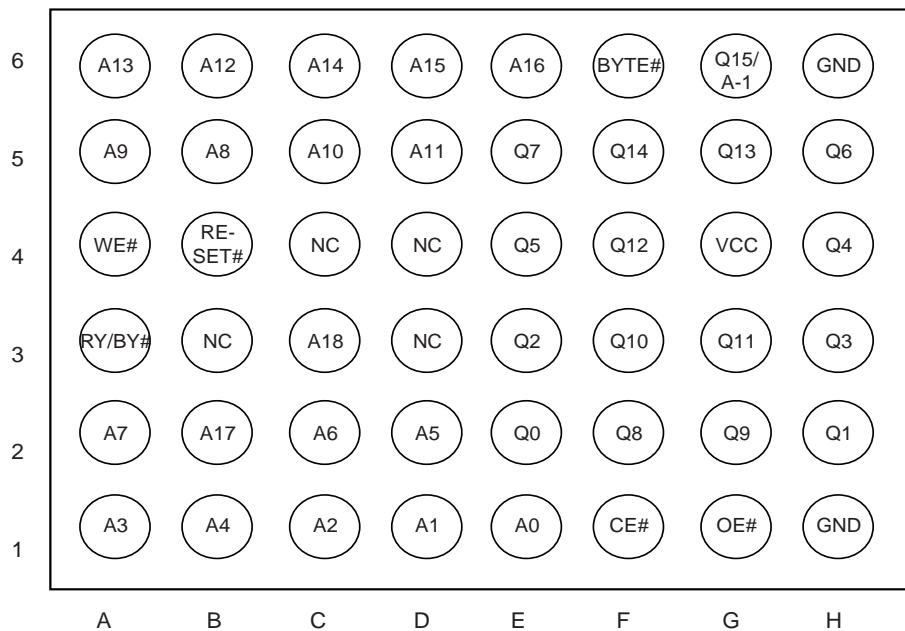 6 A13 A12 A14 A15 A16 BYTE# Q15/ A-1 GND
5 A9 A8 A10 A11 Q7 Q14 Q13 Q6
4 WE# RE- SET# NC NC Q5 Q12 VCC Q4
3 RY/BY# NC A18 NC Q2 Q10 Q11 Q3
2 A7 A17 A6 A5 Q0 Q8 Q9 Q1
1 A3 A4 A2 A1 A0 CE# OE# GND
A B C D E F G H